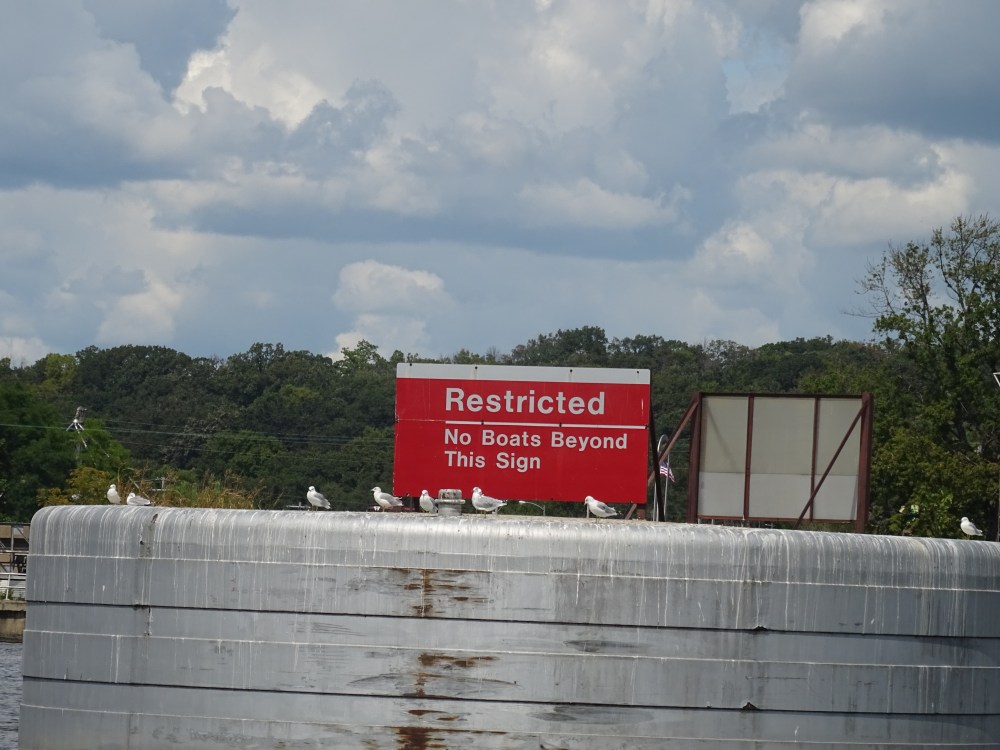 Restricted
No Boats Beyond
This Sign